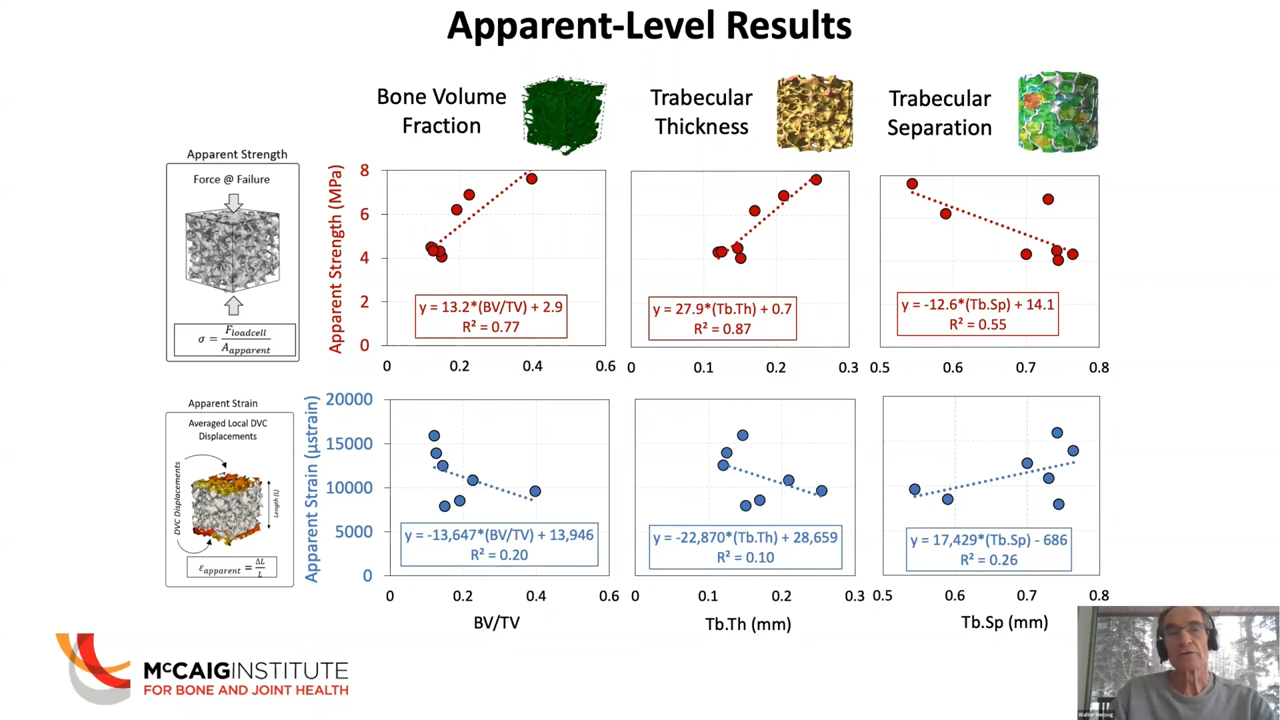 Apparent-Level Results
Bone Volume
Fraction
Trabecular
Thickness
Trabecular
Separation
Apparent Strength
Force @ Failure
σ = F_loadcell / A_apparent
Apparent Strength (MPa)
8
6
4
2
0
y = 13.2*(BV/TV) + 2.9
R² = 0.77
0
0.2
0.4
0.6
y = 27.9*(Tb.Th) + 0.7
R² = 0.87
0
0.1
0.2
0.3
y = -12.6*(Tb.Sp) + 14.1
R² = 0.55
0.5
0.6
0.7
0.8
Apparent Strain
Averaged Local DVC
Displacements
DVC Displacements
Length (L)
ε_apparent = ΔL / L
Apparent Strain (µstrain)
20000
15000
10000
5000
0
y = -13,647*(BV/TV) + 13,946
R² = 0.20
0
0.2
0.4
0.6
BV/TV
y = -22,870*(Tb.Th) + 28,659
R² = 0.10
0
0.1
0.2
0.3
Tb.Th (mm)
y = 17,429*(Tb.Sp) - 686
R² = 0.26
0.5
0.6
0.7
0.8
Tb.Sp (mm)
McCAIG INSTITUTE
FOR BONE AND JOINT HEALTH
Walter Herzog